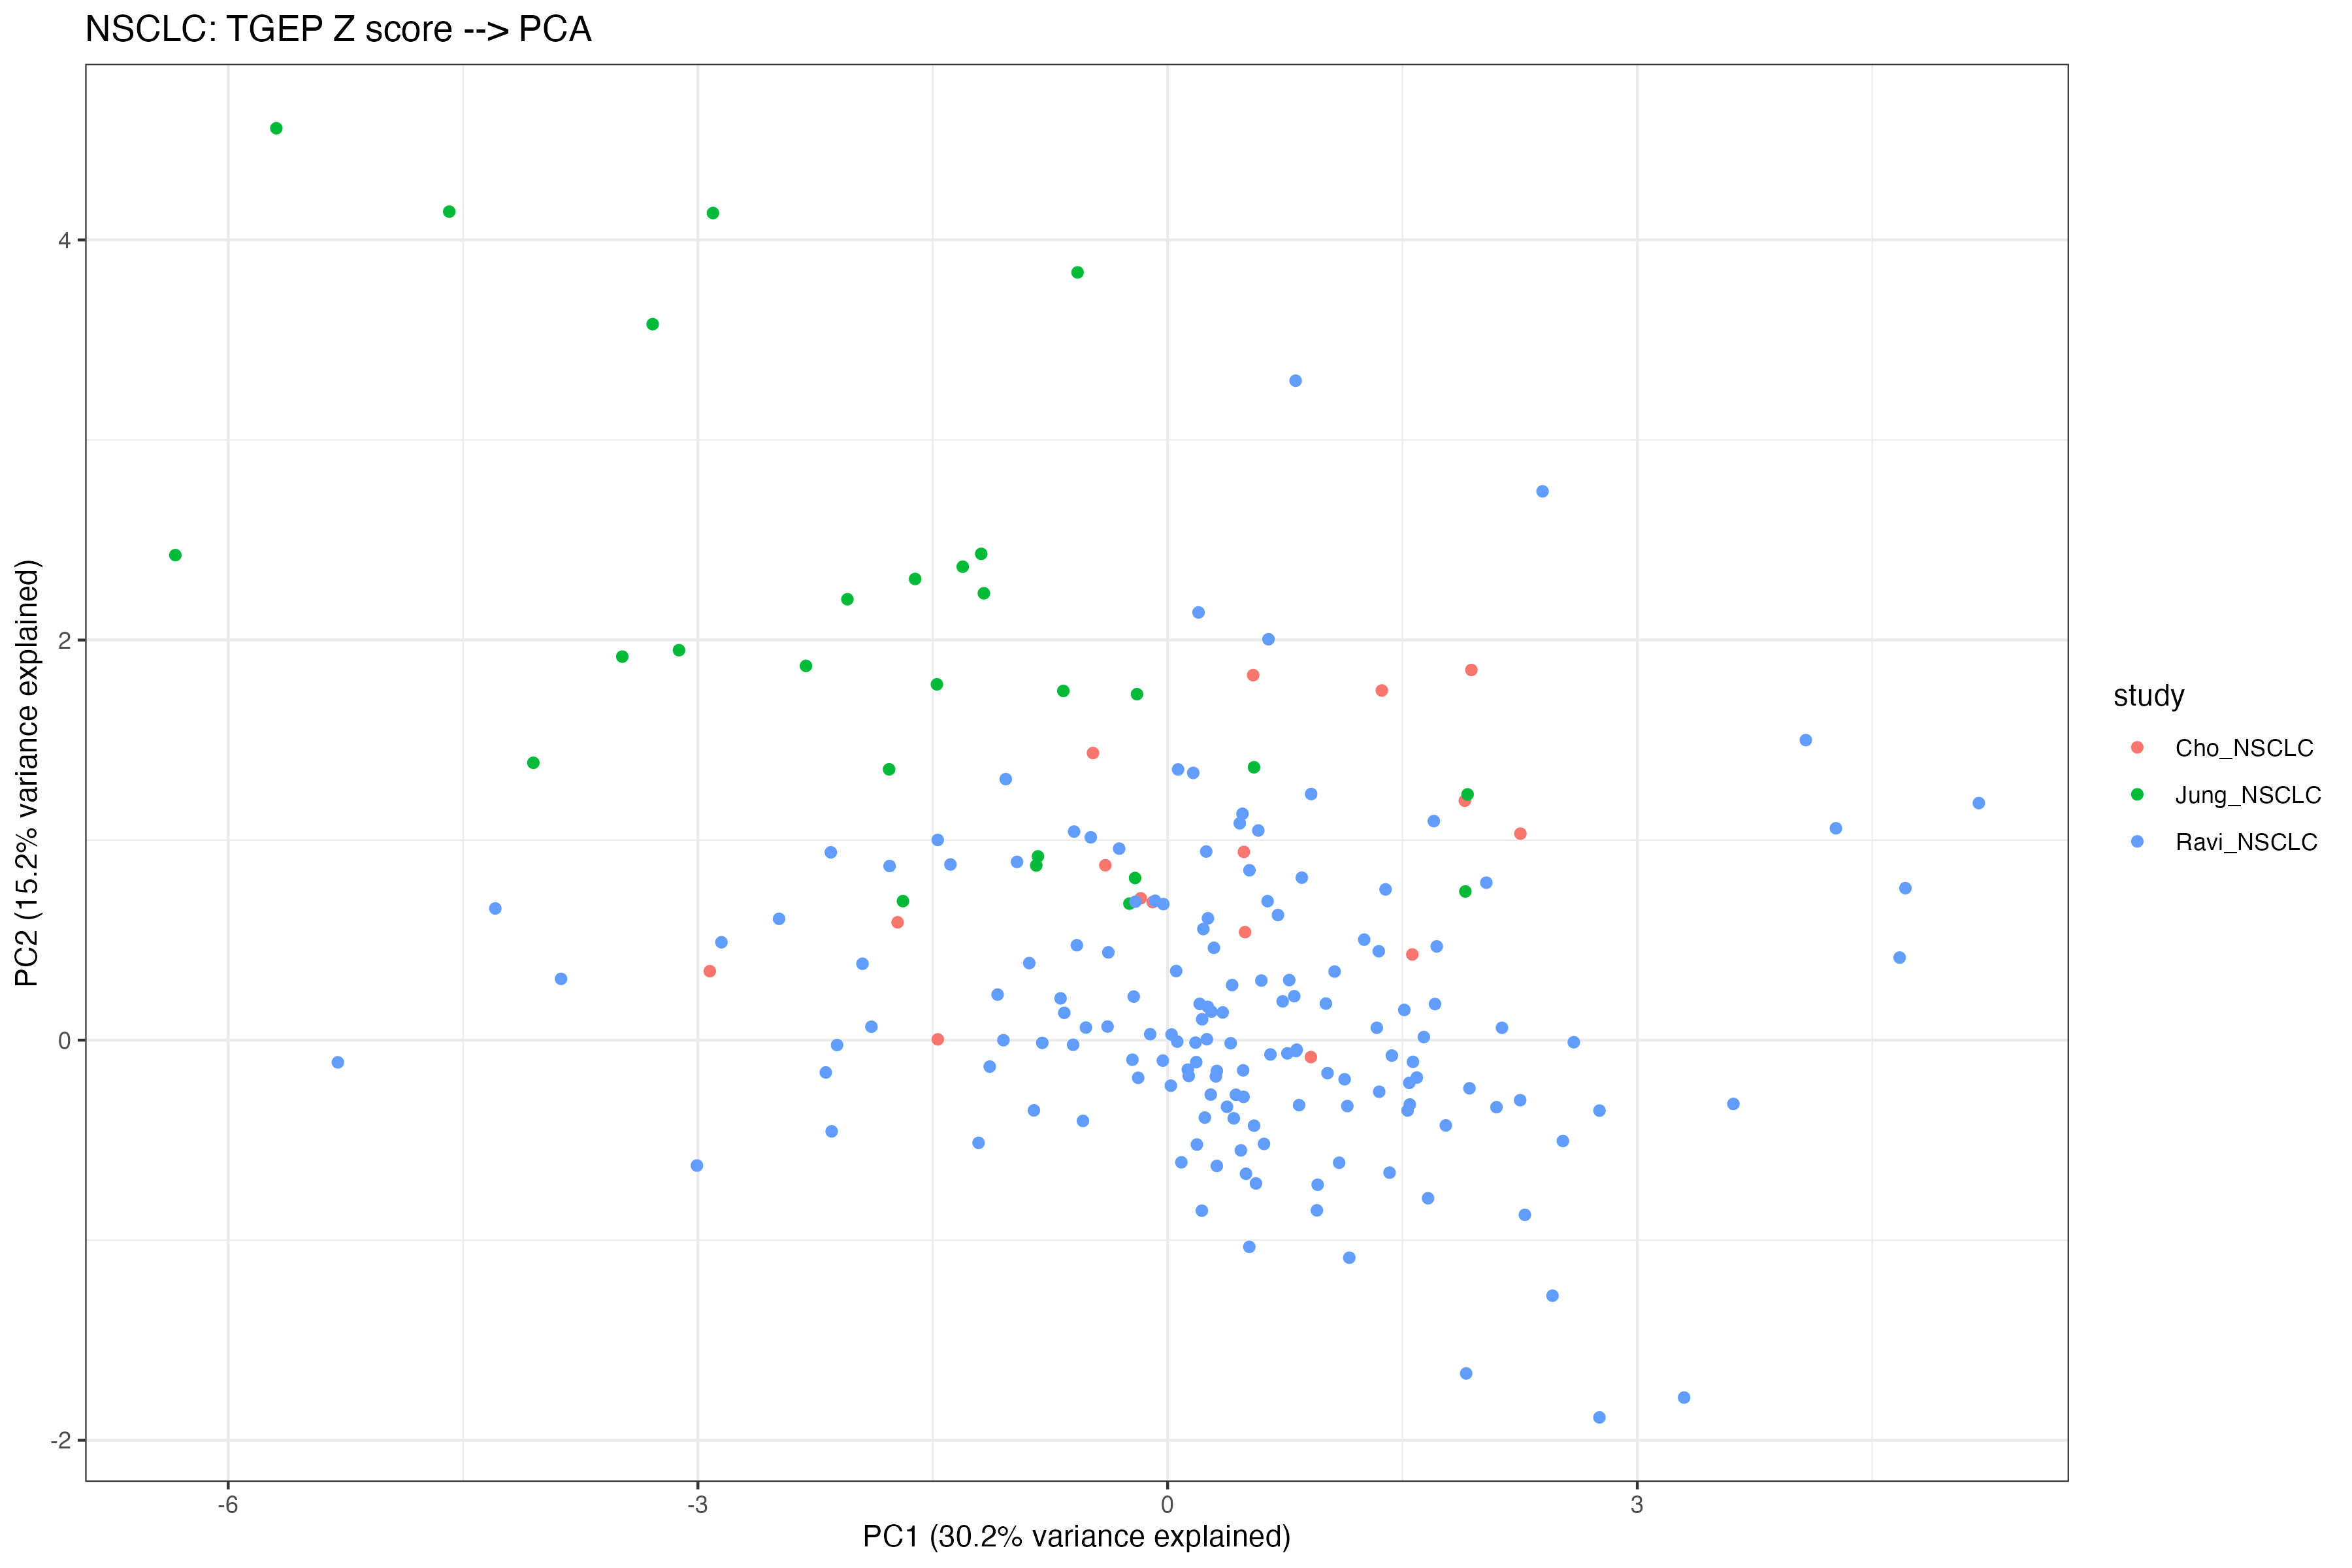 NSCLC: TGEP Z score --> PCA
PC2 (15.2% variance explained)
4
2
0
-2
-6
-3
0
3
PC1 (30.2% variance explained)
study
Cho_NSCLC
Jung_NSCLC
Ravi_NSCLC